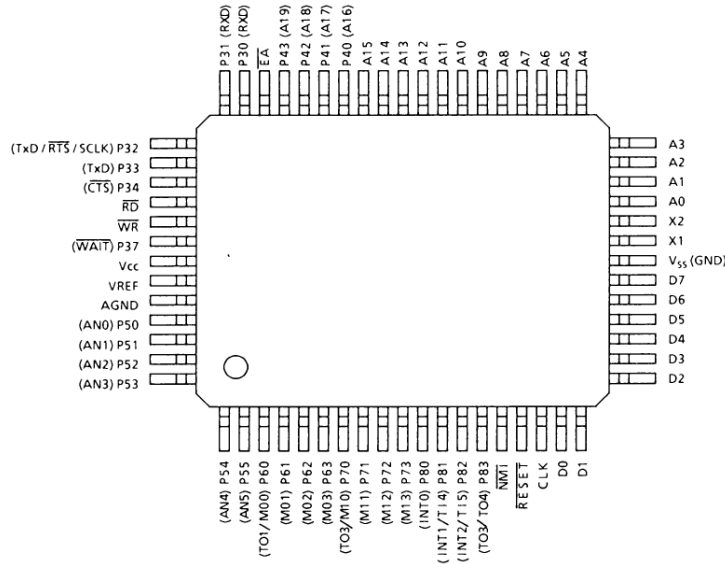 P31 (RXD)
P30 (RXD)
EA
P43 (A19)
P42 (A18)
P41 (A17)
P40 (A16)
A15
A14
A13
A12
A11
A10
A9
A8
A7
A6
A5
A4
(TxD / RTS / SCLK) P32
(TxD) P33
(CTS) P34
RD
WR
(WAIT) P37
Vcc
VREF
AGND
(AN0) P50
(AN1) P51
(AN2) P52
(AN3) P53
A3
A2
A1
A0
X2
X1
VSS (GND)
D7
D6
D5
D4
D3
D2
(AN4) P54
(AN5) P55
(TO1/M00) P60
(M01) P61
(M02) P62
(M03) P63
(TO3/M10) P70
(M11) P71
(M12) P72
(M13) P73
(INT0) P80
(INT1/TI4) P81
(INT2/TI5) P82
(TO3/TO4) P83
NMi
RESET
CLK
D0
D1